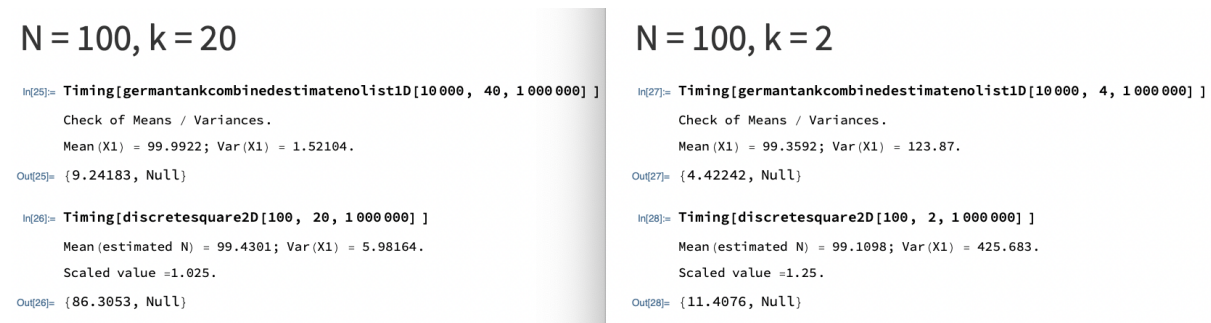 N = 100, k = 20
In[25]:= Timing[germantankcombinedestimatenolist1D[10 000, 40, 1 000 000] ]
Check of Means / Variances.
Mean(X1) = 99.9922; Var(X1) = 1.52104.
Out[25]= {9.24183, Null}
In[26]:= Timing[discretesquare2D[100, 20, 1 000 000] ]
Mean(estimated N) = 99.4301; Var(X1) = 5.98164.
Scaled value =1.025.
Out[26]= {86.3053, Null}
N = 100, k = 2
In[27]:= Timing[germantankcombinedestimatenolist1D[10 000, 4, 1 000 000] ]
Check of Means / Variances.
Mean(X1) = 99.3592; Var(X1) = 123.87.
Out[27]= {4.42242, Null}
In[28]:= Timing[discretesquare2D[100, 2, 1 000 000] ]
Mean(estimated N) = 99.1098; Var(X1) = 425.683.
Scaled value =1.25.
Out[28]= {11.4076, Null}